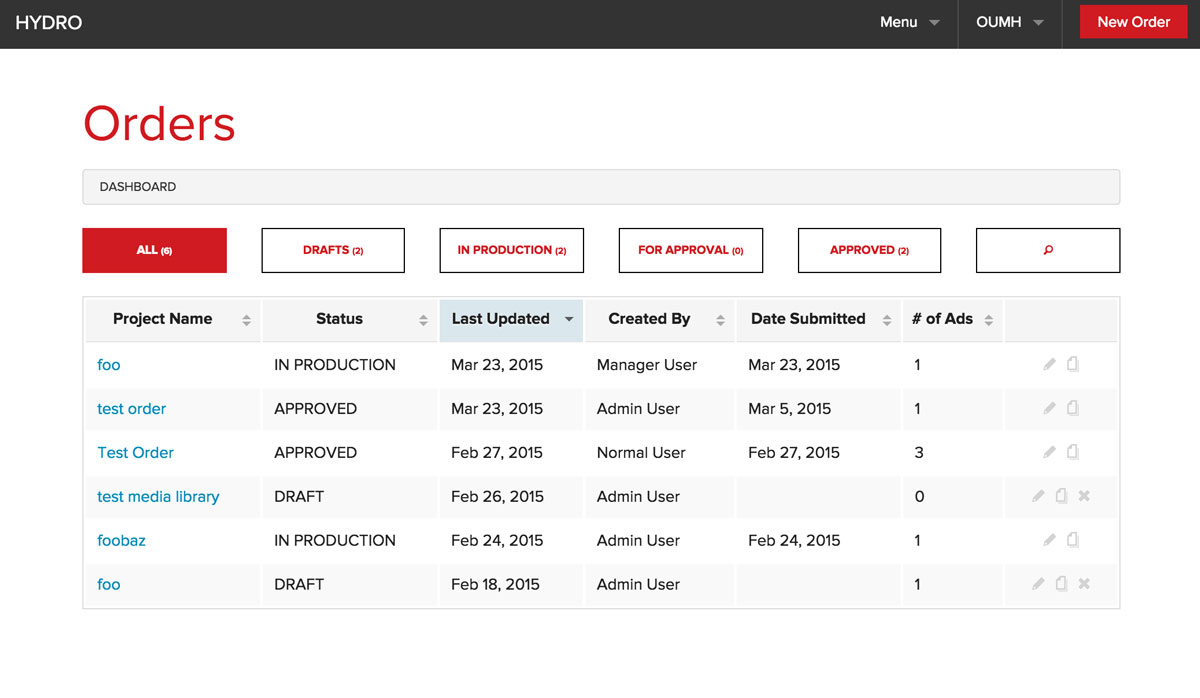 HYDRO Menu OUMH New Order
Orders
DASHBOARD
ALL (6) DRAFTS (2) IN PRODUCTION (2) FOR APPROVAL (0) APPROVED (2)
Project Name Status Last Updated Created By Date Submitted # of Ads
foo IN PRODUCTION Mar 23, 2015 Manager User Mar 23, 2015 1
test order APPROVED Mar 23, 2015 Admin User Mar 5, 2015 1
Test Order APPROVED Feb 27, 2015 Normal User Feb 27, 2015 3
test media library DRAFT Feb 26, 2015 Admin User 0
foobaz IN PRODUCTION Feb 24, 2015 Admin User Feb 24, 2015 1
foo DRAFT Feb 18, 2015 Admin User 1